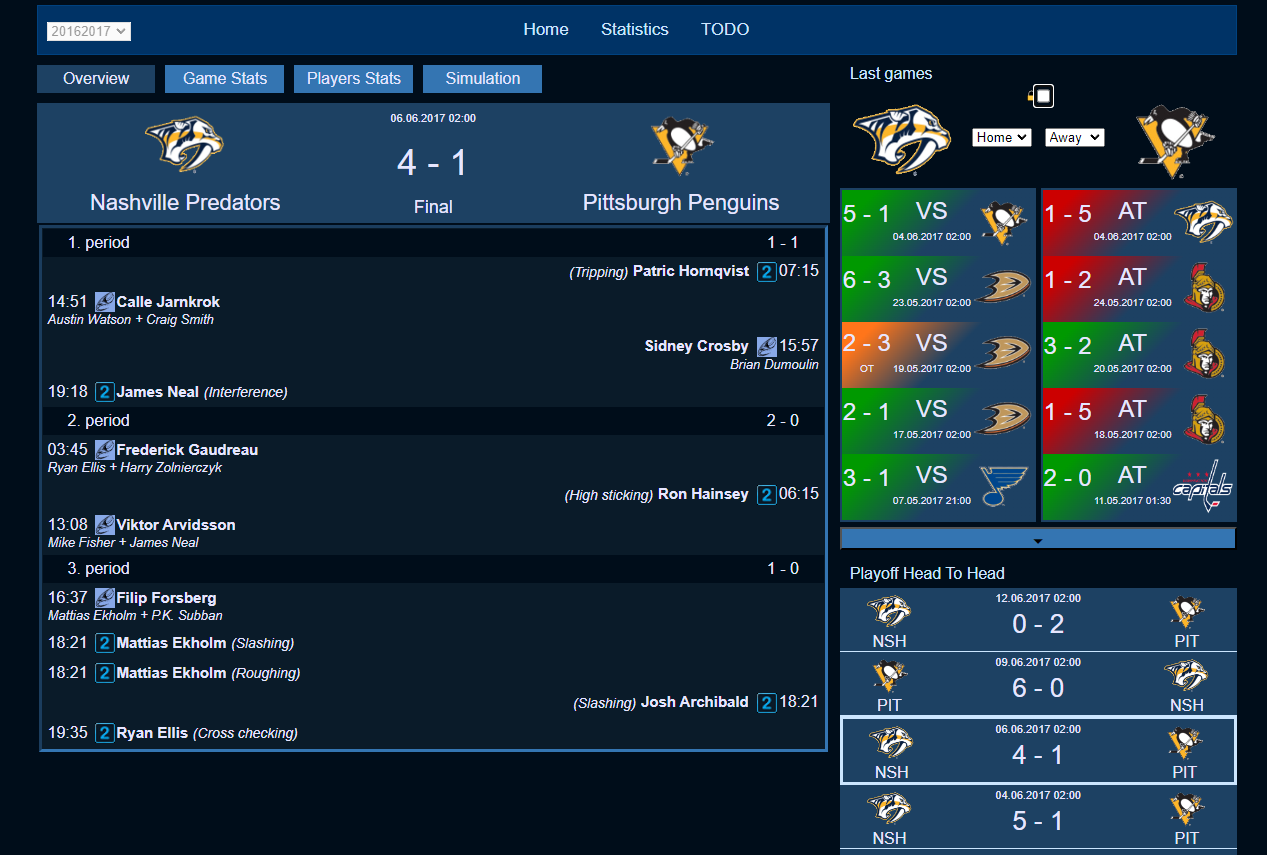 20162017
Home Statistics TODO
Overview Game Stats Players Stats Simulation
06.06.2017 02:00
4 - 1
Nashville Predators Pittsburgh Penguins
Final
1. period 1 - 1
(Tripping) Patric Hornqvist 2 07:15
14:51 Calle Jarnkrok
Austin Watson + Craig Smith
Sidney Crosby 15:57
Brian Dumoulin
19:18 2 James Neal (Interference)
2. period 2 - 0
03:45 Frederick Gaudreau
Ryan Ellis + Harry Zolnierczyk
(High sticking) Ron Hainsey 2 06:15
13:08 Viktor Arvidsson
Mike Fisher + James Neal
3. period 1 - 0
16:37 Filip Forsberg
Mattias Ekholm + P.K. Subban
18:21 2 Mattias Ekholm (Slashing)
18:21 2 Mattias Ekholm (Roughing)
(Slashing) Josh Archibald 2 18:21
19:35 2 Ryan Ellis (Cross checking)
Last games
Home Away
5 - 1 VS
04.06.2017 02:00
6 - 3 VS
23.05.2017 02:00
2 - 3 VS
OT 19.05.2017 02:00
2 - 1 VS
17.05.2017 02:00
3 - 1 VS
07.05.2017 21:00
1 - 5 AT
04.06.2017 02:00
1 - 2 AT
24.05.2017 02:00
3 - 2 AT
20.05.2017 02:00
1 - 5 AT
18.05.2017 02:00
2 - 0 AT
11.05.2017 01:30
capitals
Playoff Head To Head
12.06.2017 02:00
0 - 2
NSH PIT
09.06.2017 02:00
6 - 0
PIT NSH
06.06.2017 02:00
4 - 1
NSH PIT
04.06.2017 02:00
5 - 1
NSH PIT